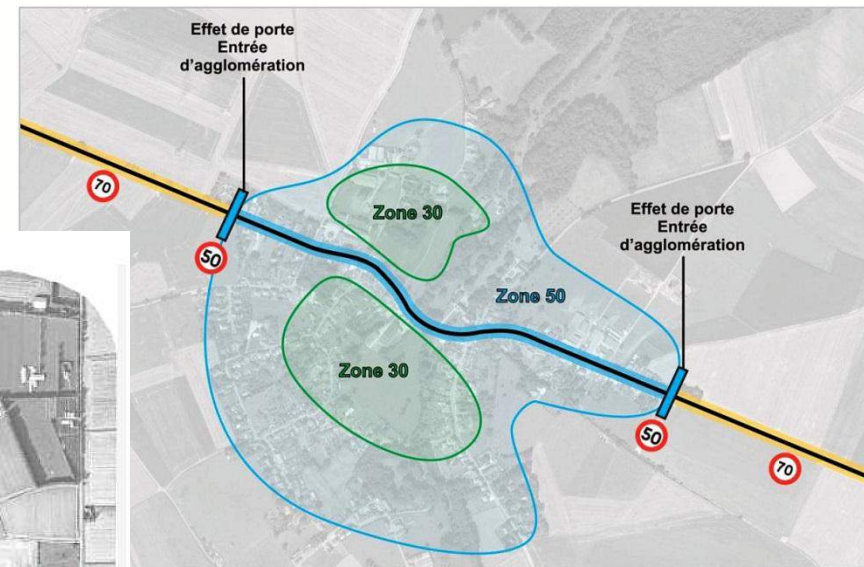 Effet de porte
Entrée
d'agglomération
70
50
Zone 30
Effet de porte
Entrée
d'agglomération
Zone 50
Zone 30
50
70